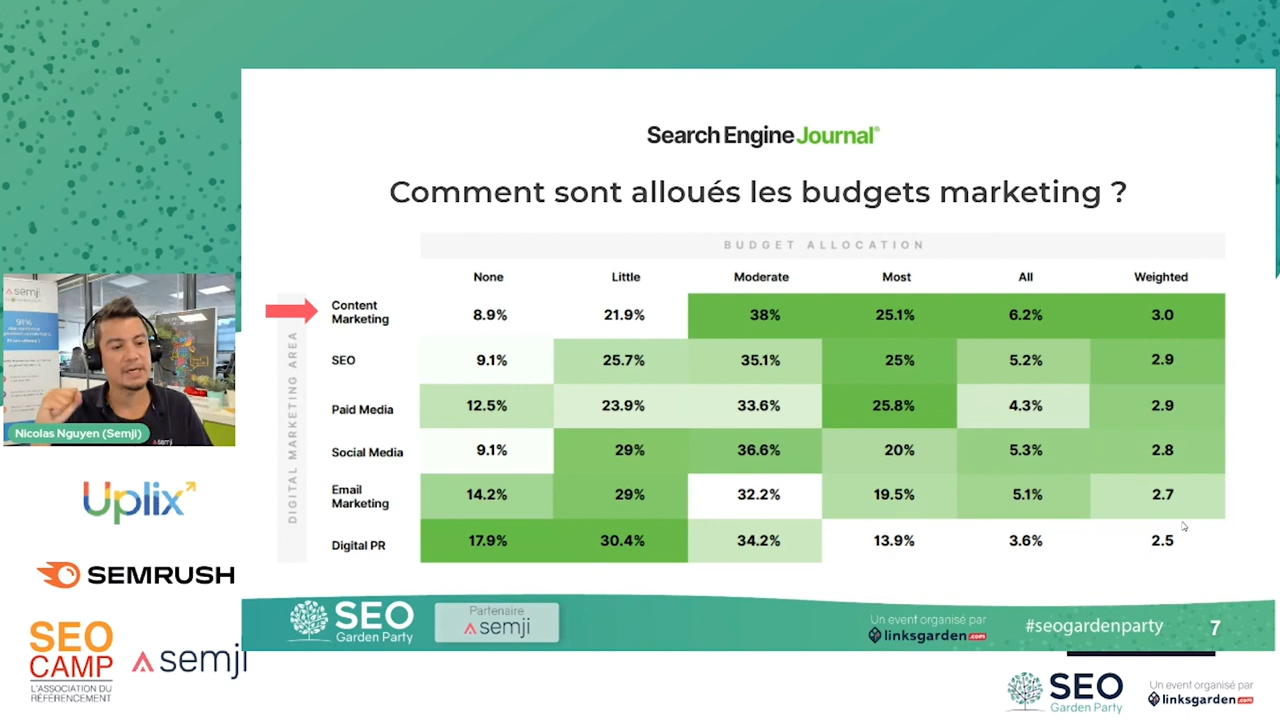 Search Engine Journal®
Comment sont alloués les budgets marketing ?
BUDGET ALLOCATION
None Little Moderate Most All Weighted
DIGITAL MARKETING AREA
Content
Marketing
8.9% 21.9% 38% 25.1% 6.2% 3.0
SEO 9.1% 25.7% 35.1% 25% 5.2% 2.9
Paid Media 12.5% 23.9% 33.6% 25.8% 4.3% 2.9
Social Media 9.1% 29% 36.6% 20% 5.3% 2.8
Email
Marketing
14.2% 29% 32.2% 19.5% 5.1% 2.7
Digital PR 17.9% 30.4% 34.2% 13.9% 3.6% 2.5
semji
91%
Nicolas Nguyen (Semji)
semji
Uplix
SEMRUSH
SEO
CAMP
L'ASSOCIATION DU
RÉFÉRENCEMENT
semji
SEO
Garden Party
Partenaire
semji
Un event organisé par
linksgarden.com
#seogardenparty
7
SEO
Garden Party
Un event organisé par
linksgarden.com